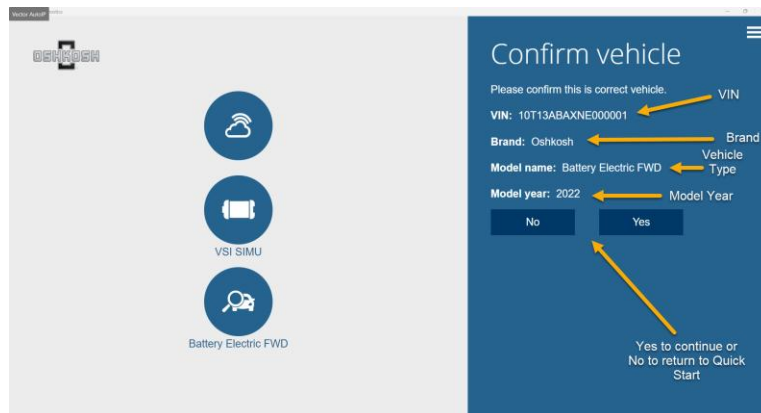 Vector AutoIP
OSHKOSH
VSI SIMU
Battery Electric FWD
Confirm vehicle
Please confirm this is correct vehicle.
VIN: 10T13ABAXNE000001
VIN
Brand: Oshkosh
Brand
Model name: Battery Electric FWD
Vehicle
Type
Model year: 2022
Model Year
No
Yes
Yes to continue or
No to return to Quick
Start